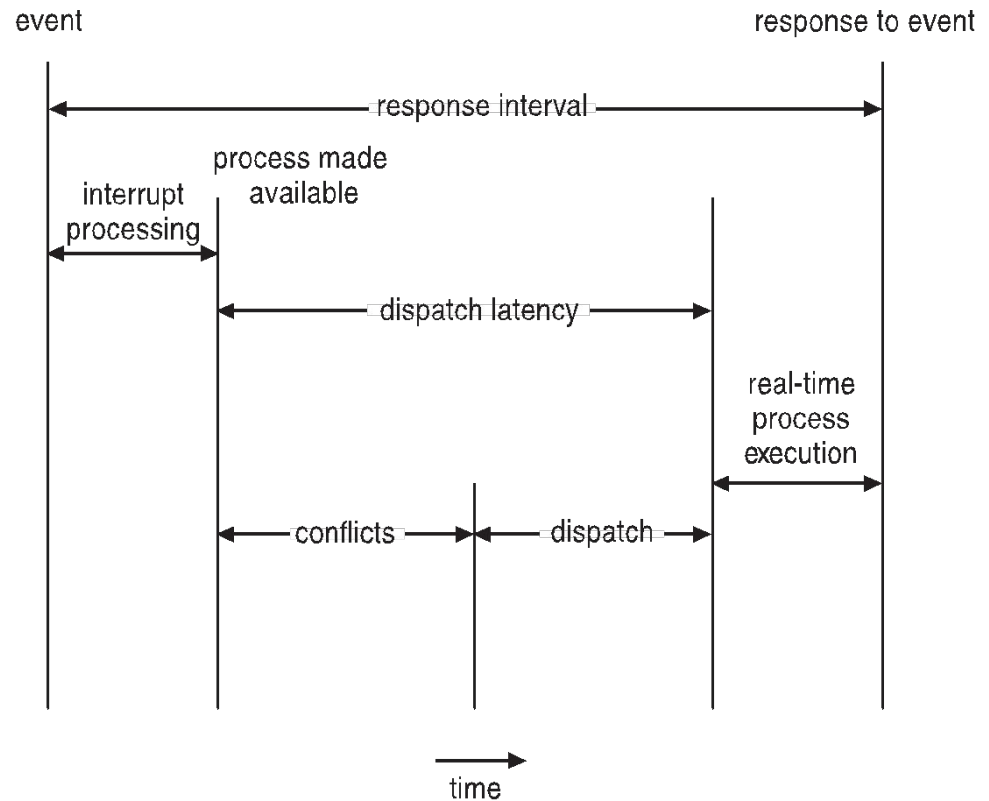 event
response to event
response interval
process made
available
interrupt
processing
dispatch latency
real-time
process
execution
conflicts
dispatch
time